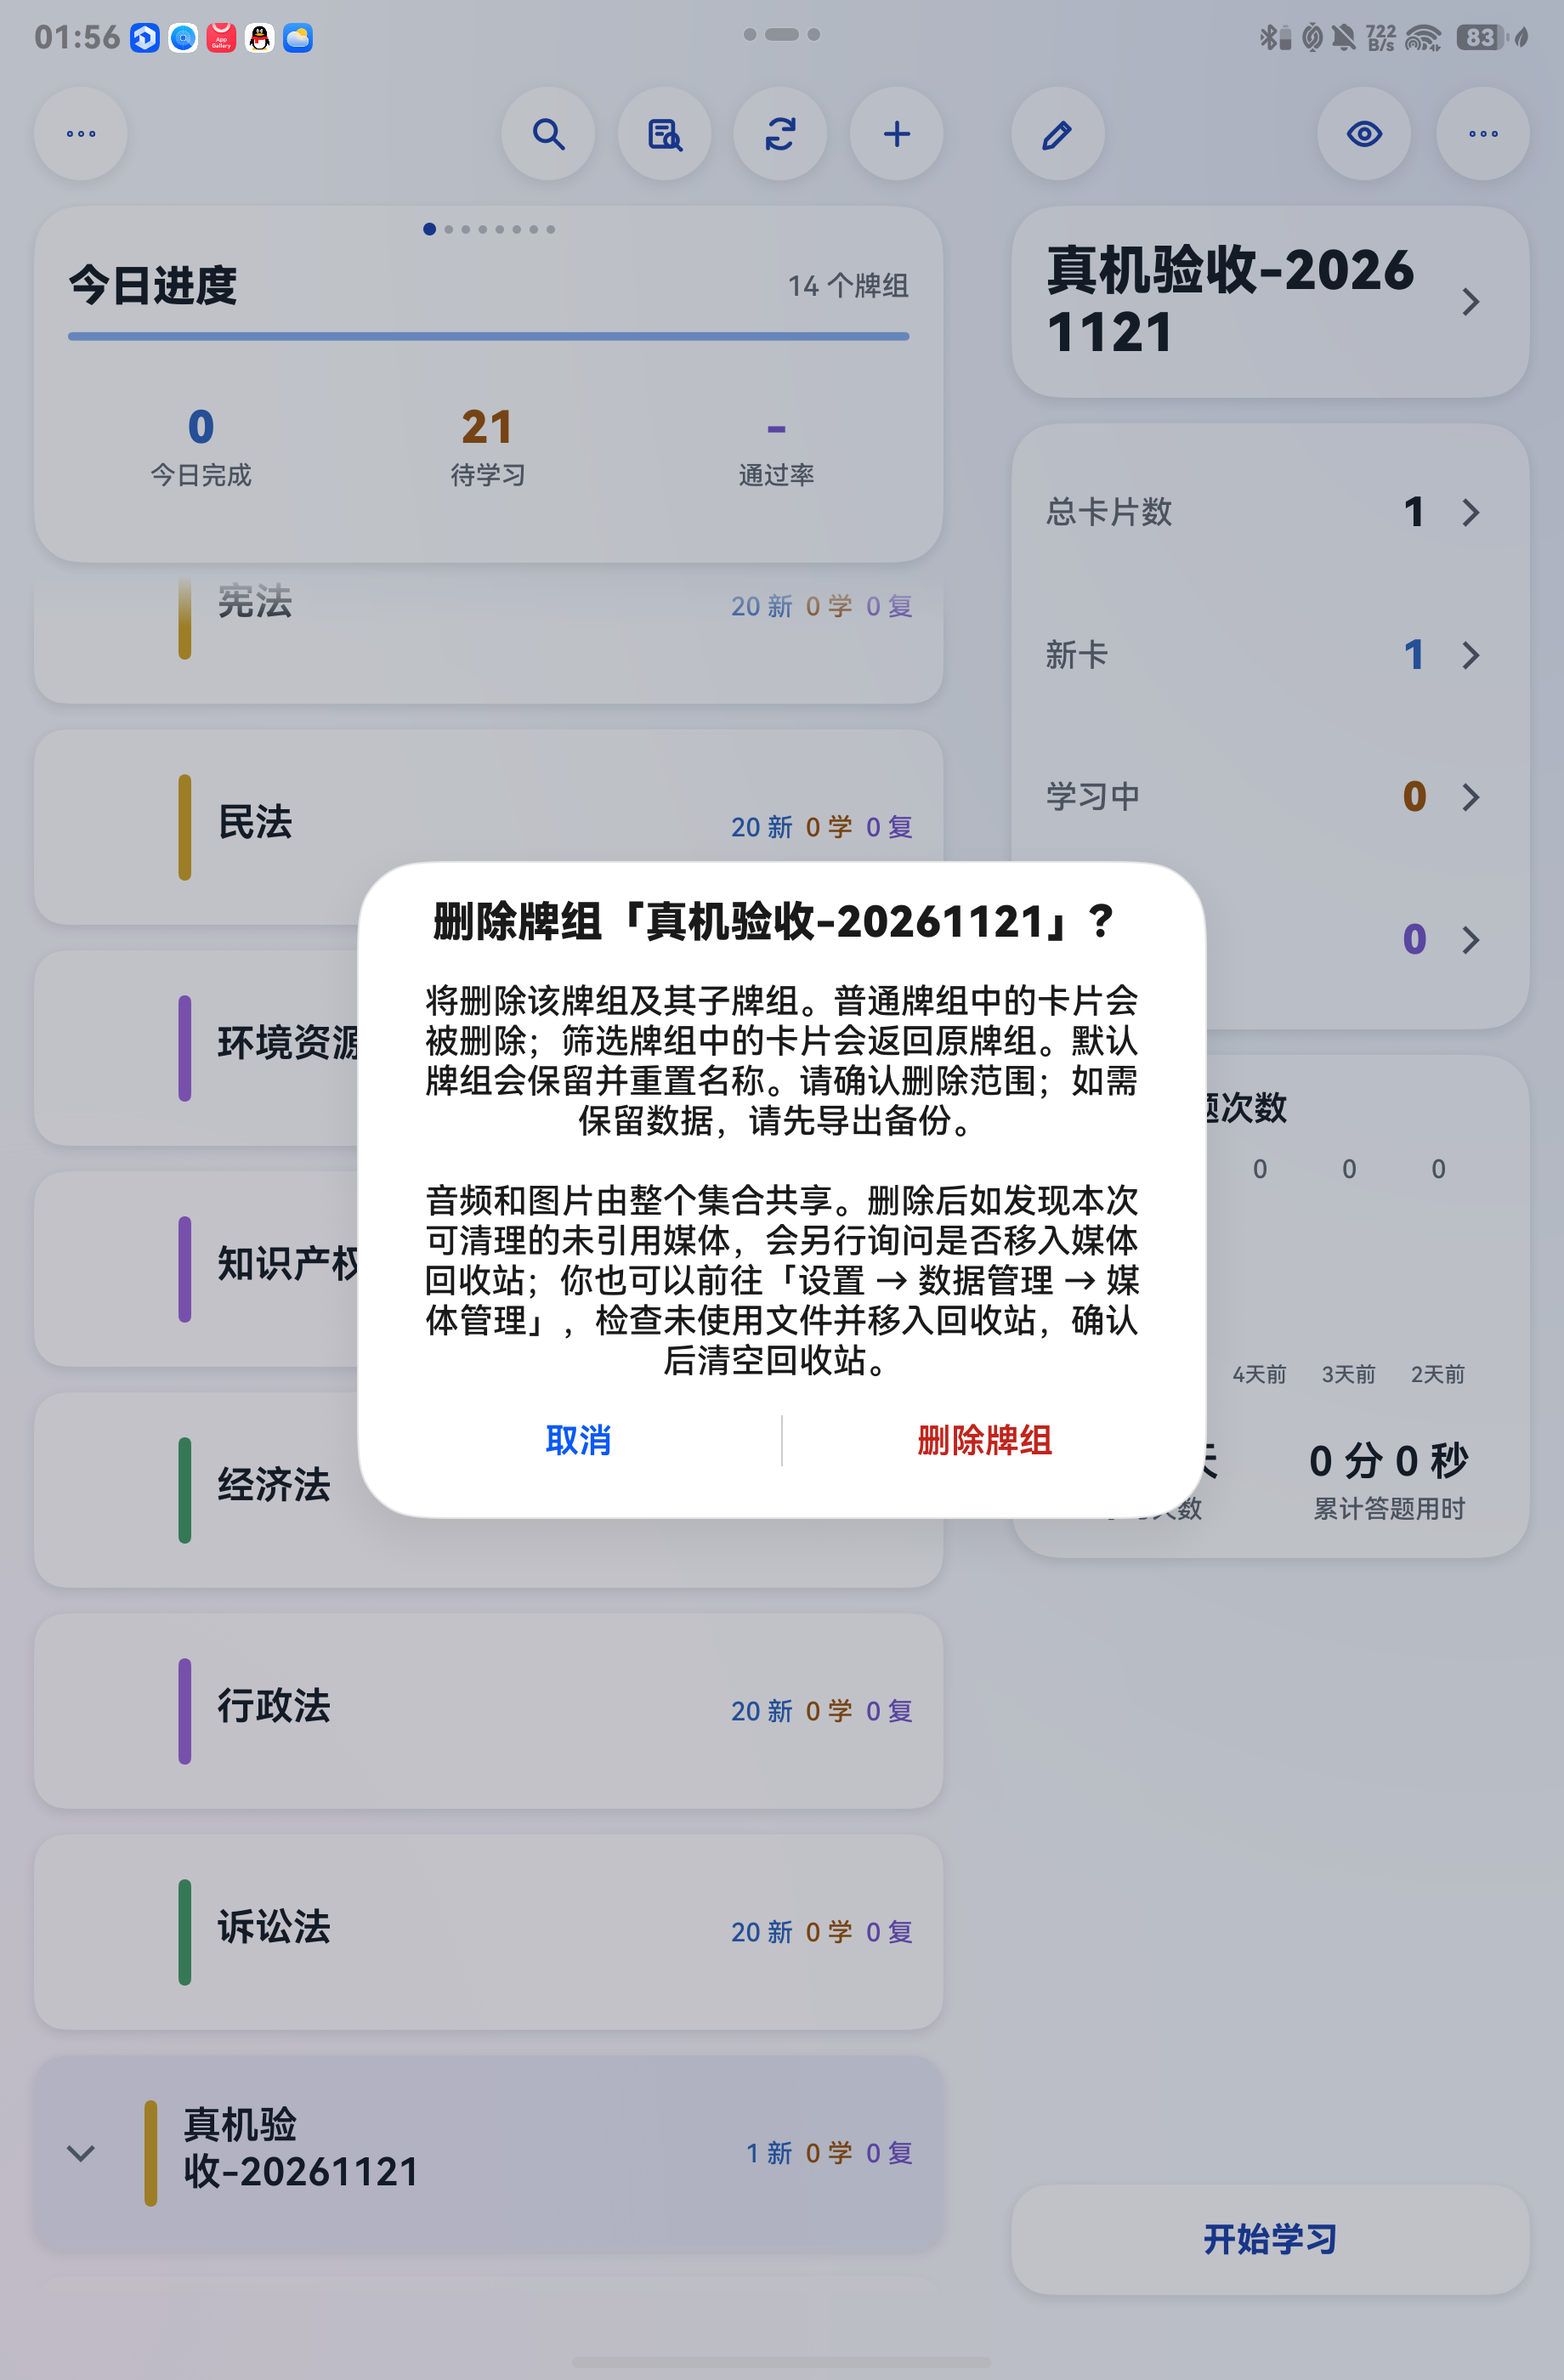 01:56
722
B/s
83
今日进度
14 个牌组
0
21
-
今日完成
待学习
通过率
宪法
20 新 0 学 0 复
民法
20 新 0 学 0 复
环境资源
知识产权
经济法
行政法
20 新 0 学 0 复
诉讼法
20 新 0 学 0 复
真机验
收-20261121
1 新 0 学 0 复
真机验收-2026
1121
总卡片数
1
新卡
1
学习中
0
0
题次数
0
0
0
4天前
3天前
2天前
天
0 分 0 秒
数
累计答题用时
开始学习
删除牌组「真机验收-20261121」?
将删除该牌组及其子牌组。普通牌组中的卡片会
被删除；筛选牌组中的卡片会返回原牌组。默认
牌组会保留并重置名称。请确认删除范围；如需
保留数据，请先导出备份。
音频和图片由整个集合共享。删除后如发现本次
可清理的未引用媒体，会另行询问是否移入媒体
回收站；你也可以前往「设置 → 数据管理 → 媒
体管理」，检查未使用文件并移入回收站，确认
后清空回收站。
取消
删除牌组